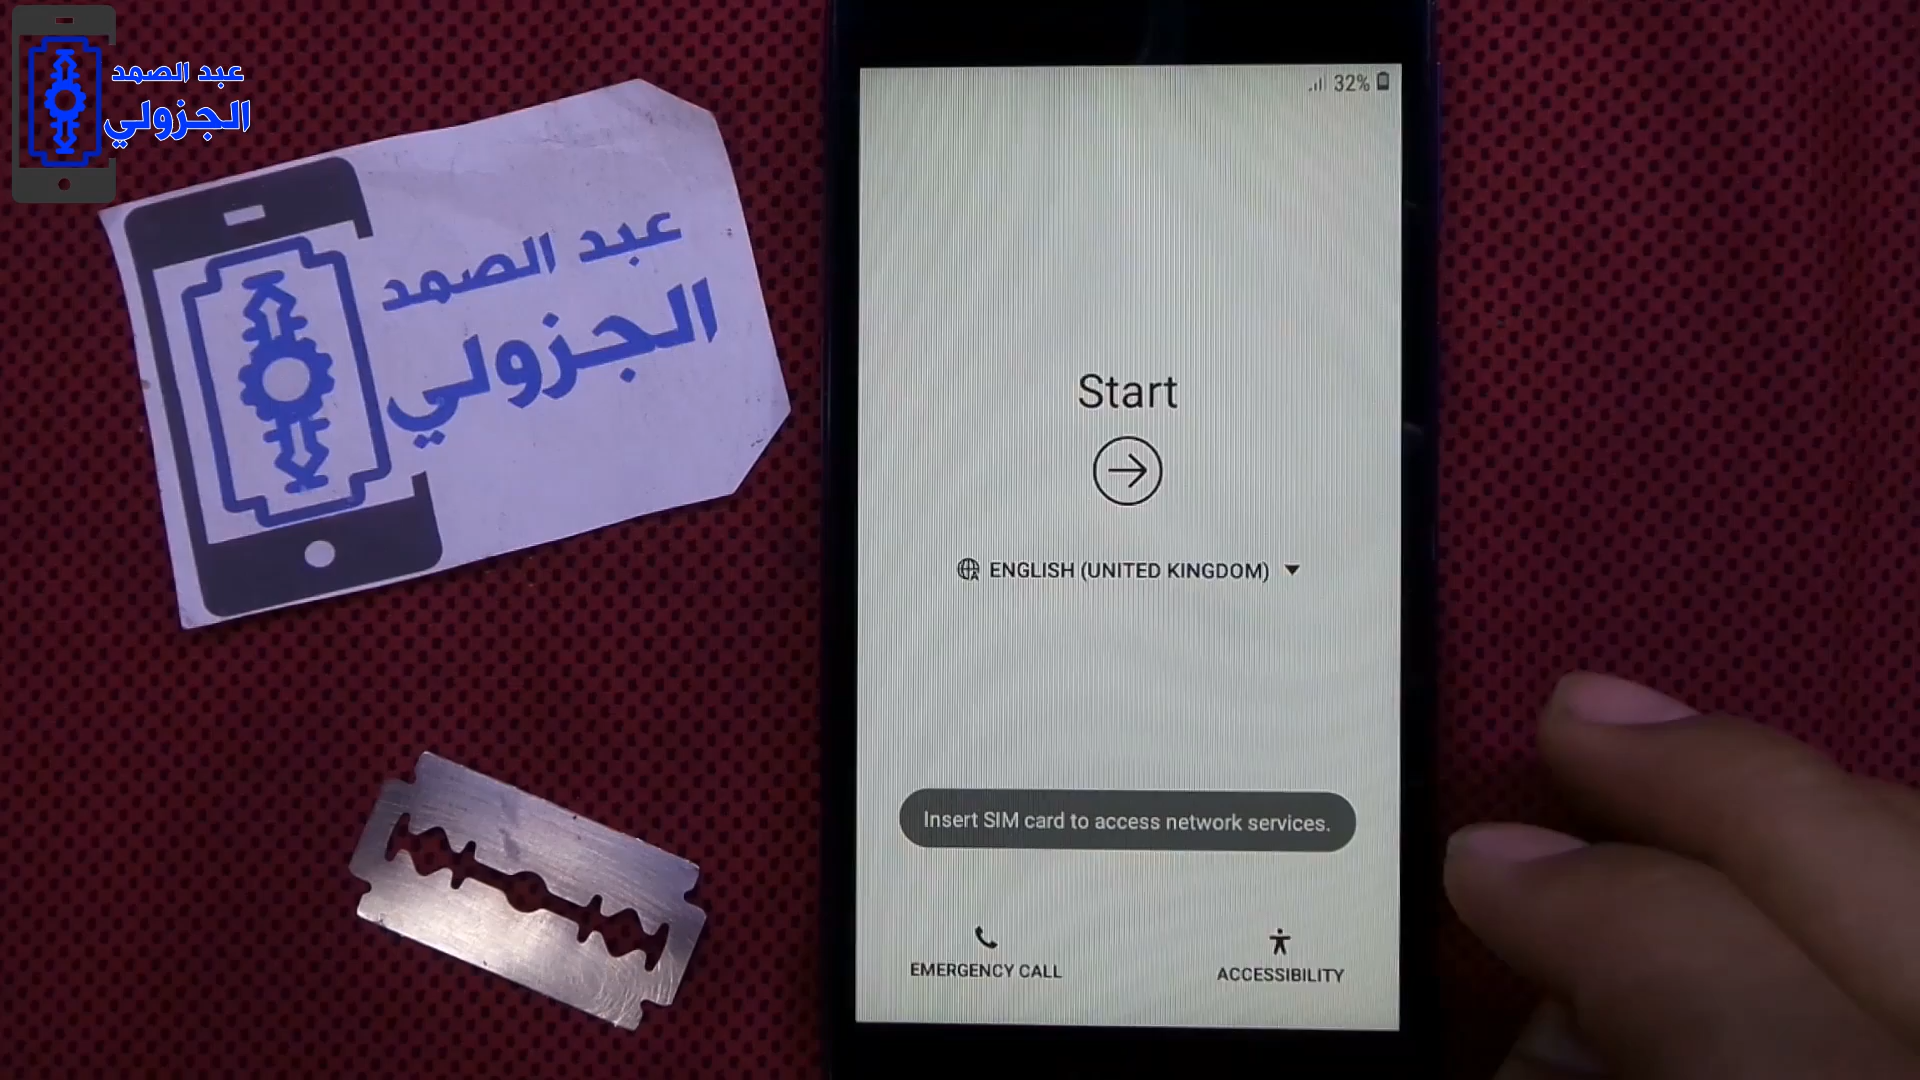 عبد الصمد
الجزولي
عبد الصمد
الجزولي
32%
Start
ENGLISH (UNITED KINGDOM)
Insert SIM card to access network services.
EMERGENCY CALL
ACCESSIBILITY